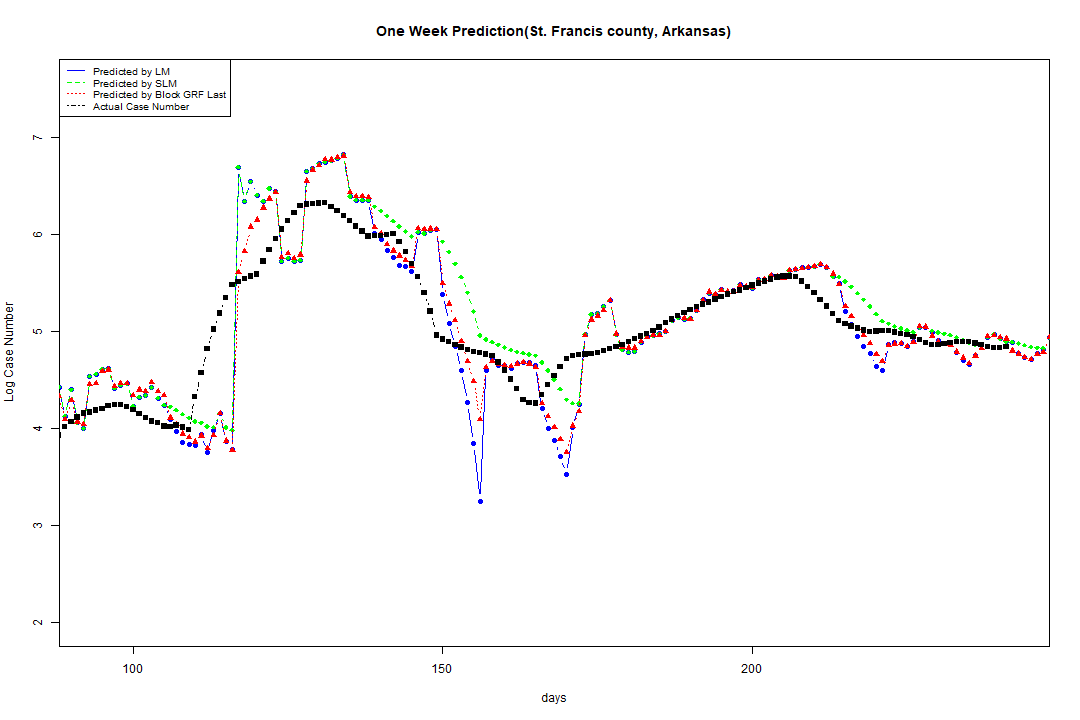 One Week Prediction(St. Francis county, Arkansas)
Predicted by LM
Predicted by SLM
Predicted by Block GRF Last
Actual Case Number
7
6
5
4
3
2
Log Case Number
100 150 200
days